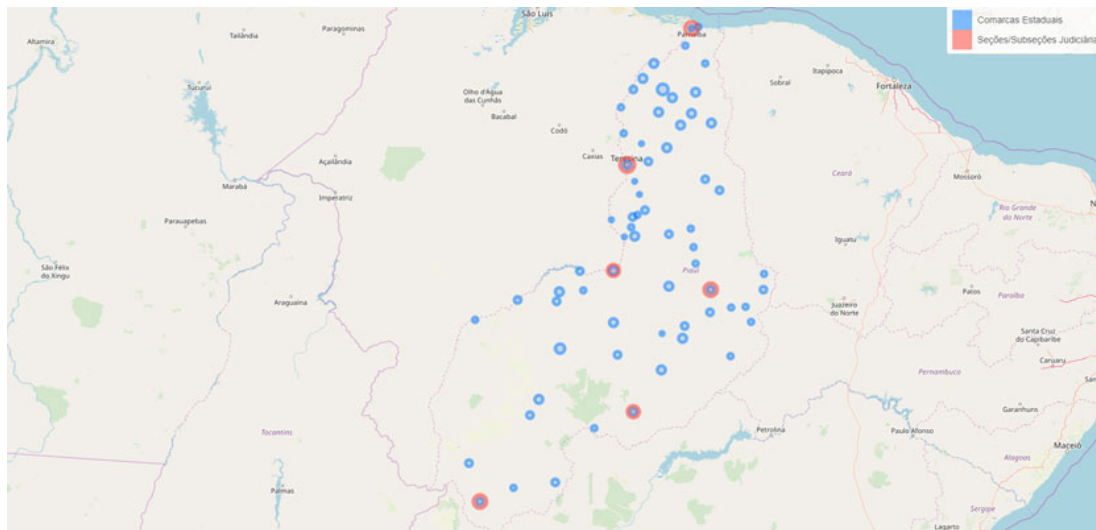 Comarcas Estaduais
Seções/Subseções Judiciária
São Luís
Tailândia
Paragominas
Altamira
Parnaíba
Itapipoca
Sobral
Fortaleza
Tucuruí
Olho d'Água
das Cunhãs
Bacabal
Codó
Caxias
Teresina
Açailândia
Marabá
Imperatriz
Ceará
Mossoró
Parauapebas
Rio Grande
do Norte
Iguatu
São Félix
do Xingu
Piauí
Araguaína
Juazeiro
do Norte
Patos
Paraíba
Santa Cruz
do Capibaribe
Caruaru
Pernambuco
Garanhuns
Tocantins
Petrolina
Paulo Afonso
Maceió
Alagoas
Palmas
Sergipe
Lagarto